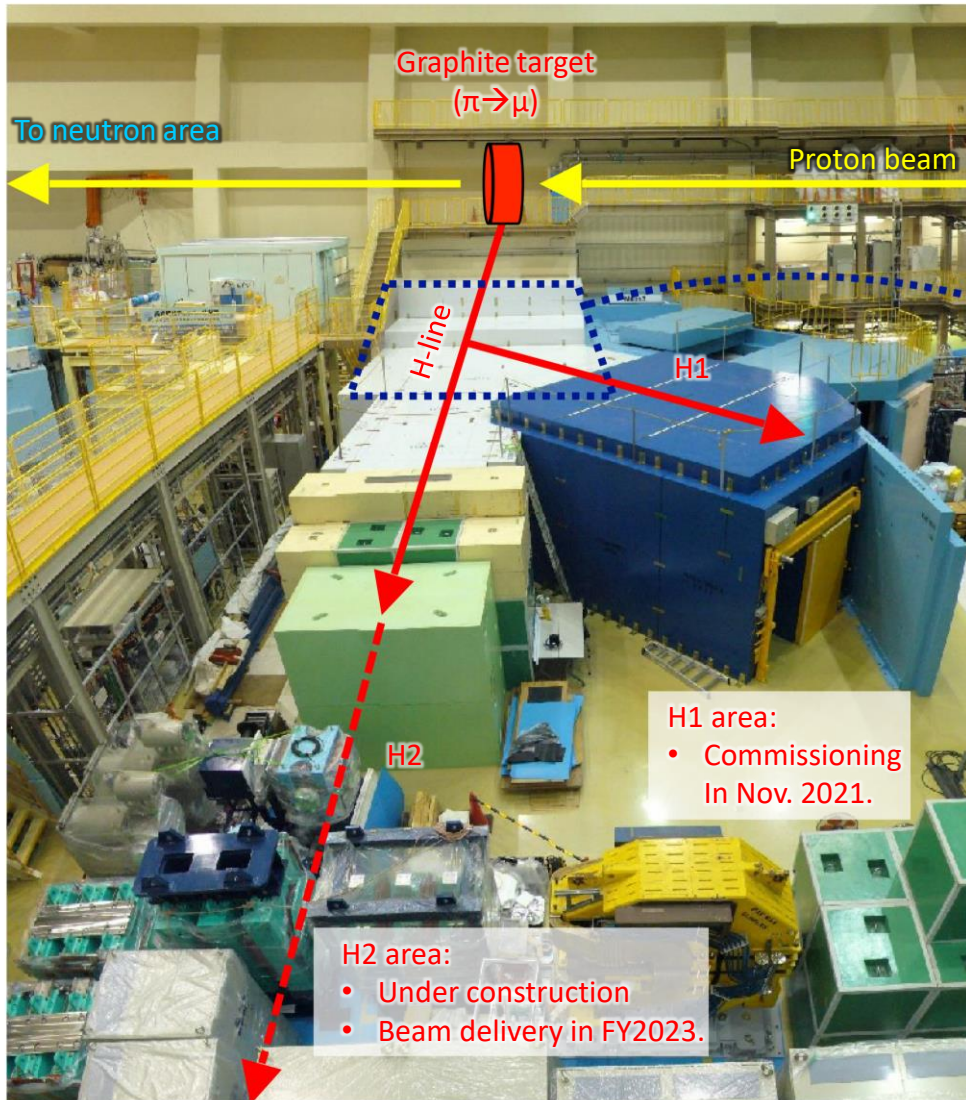 Graphite target
(π→μ)
To neutron area
Proton beam
H-line
H1
H2
H1 area:
• Commissioning
In Nov. 2021.
H2 area:
• Under construction
• Beam delivery in FY2023.